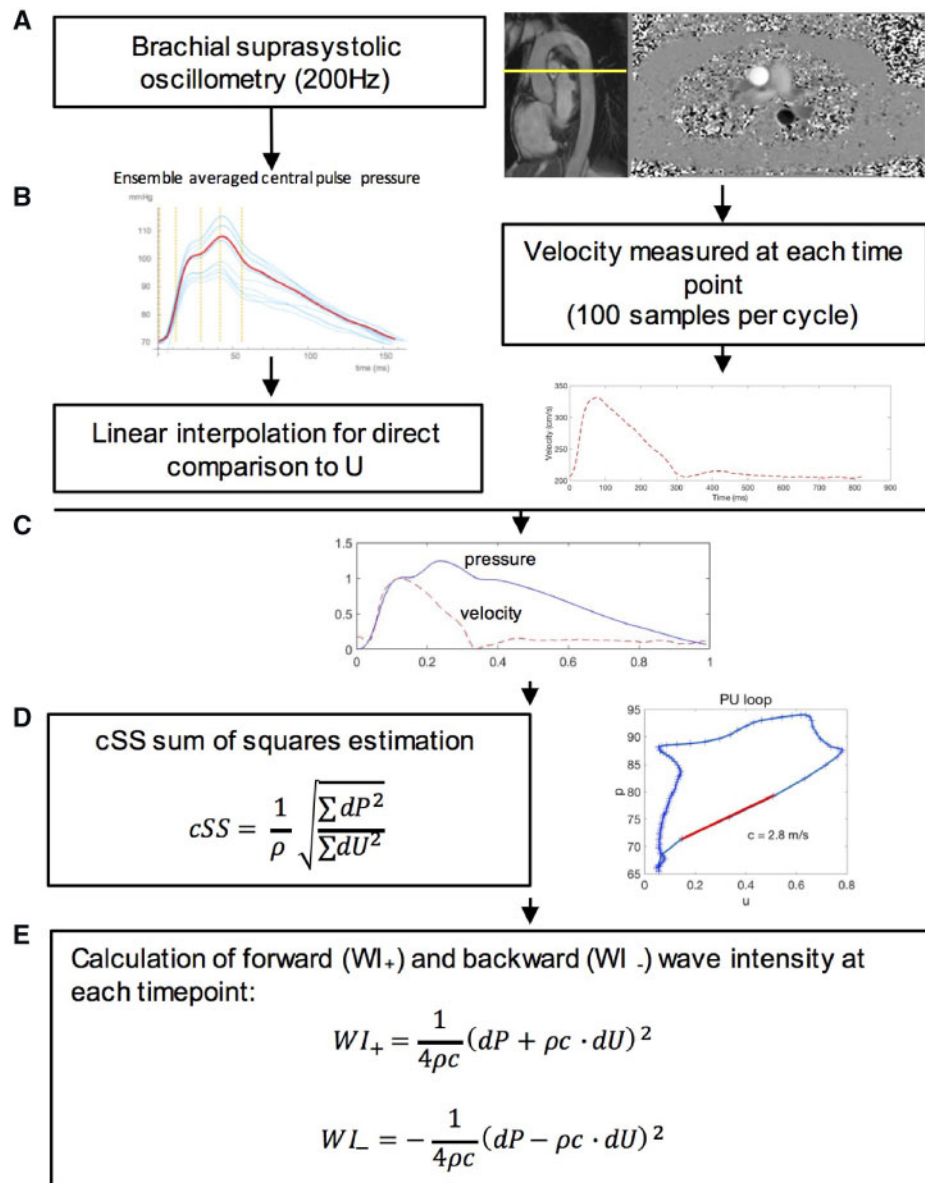 A
Brachial suprasystolic
oscillometry (200Hz)
Ensemble averaged central pulse pressure
B
mmHg
110
100
90
80
70
50
100
150
time (ms)
Velocity measured at each time
point
(100 samples per cycle)
Linear interpolation for direct
comparison to U
Velocity (cm/s)
350
300
250
200
0 100 200 300 400 500 600 700 800 900
Time (ms)
C
1.5
1
0.5
0
pressure
velocity
0 0.2 0.4 0.6 0.8 1
D
cSS sum of squares estimation
cSS = 1/ρ √(∑dP²/∑dU²)
PU loop
95
90
85
80
75
70
65
p
c = 2.8 m/s
0 0.2 0.4 0.6 0.8
u
E
Calculation of forward (WI₊) and backward (WI ₋) wave intensity at
each timepoint:
WI₊ = 1/4ρc (dP + ρc · dU)²
WI₋ = − 1/4ρc (dP − ρc · dU)²